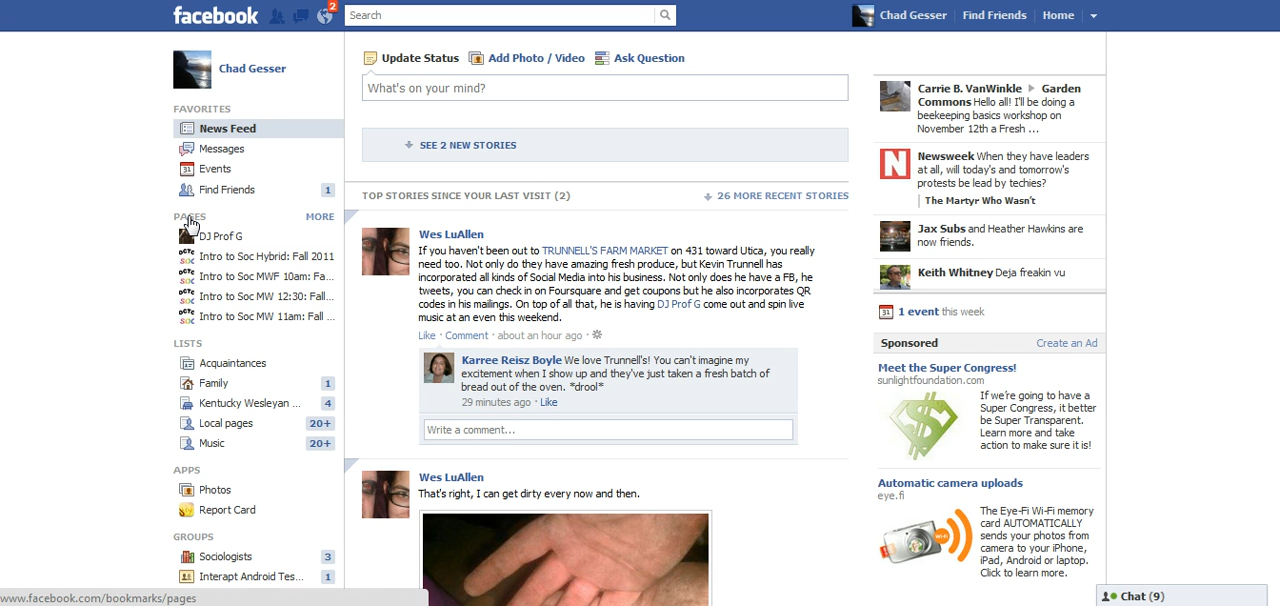 facebook
2
Search
Chad Gesser
Find Friends
Home
Chad Gesser
FAVORITES
News Feed
Messages
31 Events
Find Friends 1
PAGES MORE
DJ Prof G
Intro to Soc Hybrid: Fall 2011
Intro to Soc MWF 10am: Fa...
Intro to Soc MW 12:30: Fall...
Intro to Soc MW 11am: Fall ...
LISTS
Acquaintances
Family 1
Kentucky Wesleyan ... 4
Local pages 20+
Music 20+
APPS
Photos
Report Card
GROUPS
Sociologists 3
Interapt Android Tes... 1
www.facebook.com/bookmarks/pages
Update Status Add Photo / Video Ask Question
What's on your mind?
SEE 2 NEW STORIES
TOP STORIES SINCE YOUR LAST VISIT (2) 26 MORE RECENT STORIES
Wes LuAllen
If you haven't been out to TRUNNELL'S FARM MARKET on 431 toward Utica, you really
need too. Not only do they have amazing fresh produce, but Kevin Trunnell has
incorporated all kinds of Social Media into his business. Not only does he have a FB, he
tweets, you can check in on Foursquare and get coupons but he also incorporates QR
codes in his mailings. On top of all that, he is having DJ Prof G come out and spin live
music at an even this weekend.
Like · Comment · about an hour ago ·
Karree Reisz Boyle We love Trunnell's! You can't imagine my
excitement when I show up and they've just taken a fresh batch of
bread out of the oven. *drool*
29 minutes ago · Like
Write a comment...
Wes LuAllen
That's right, I can get dirty every now and then.
Carrie B. VanWinkle Garden
Commons Hello all! I'll be doing a
beekeeping basics workshop on
November 12th a Fresh ...
N
Newsweek When they have leaders
at all, will today's and tomorrow's
protests be lead by techies?
The Martyr Who Wasn't
Jax Subs and Heather Hawkins are
now friends.
Keith Whitney Deja freakin vu
31 1 event this week
Sponsored Create an Ad
Meet the Super Congress!
sunlightfoundation.com
If we're going to have a
Super Congress, it better
be Super Transparent.
Learn more and take
action to make sure it is!
Automatic camera uploads
eye.fi
The Eye-Fi Wi-Fi memory
card AUTOMATICALLY
sends your photos from
camera to your iPhone,
iPad, Android or laptop.
Click to learn more.
Chat (9)